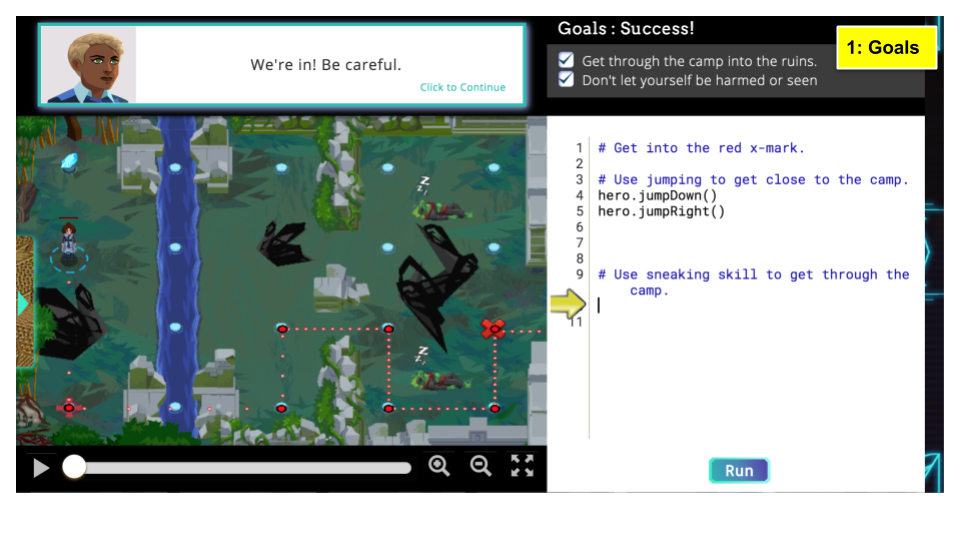 We're in! Be careful.
Click to Continue
Goals : Success!
Get through the camp into the ruins.
Don't let yourself be harmed or seen
1: Goals
1 # Get into the red x-mark.
2
3 # Use jumping to get close to the camp.
4 hero.jumpDown()
5 hero.jumpRight()
6
7
8
9 # Use sneaking skill to get through the
camp.
11
z z z
z z z
Run